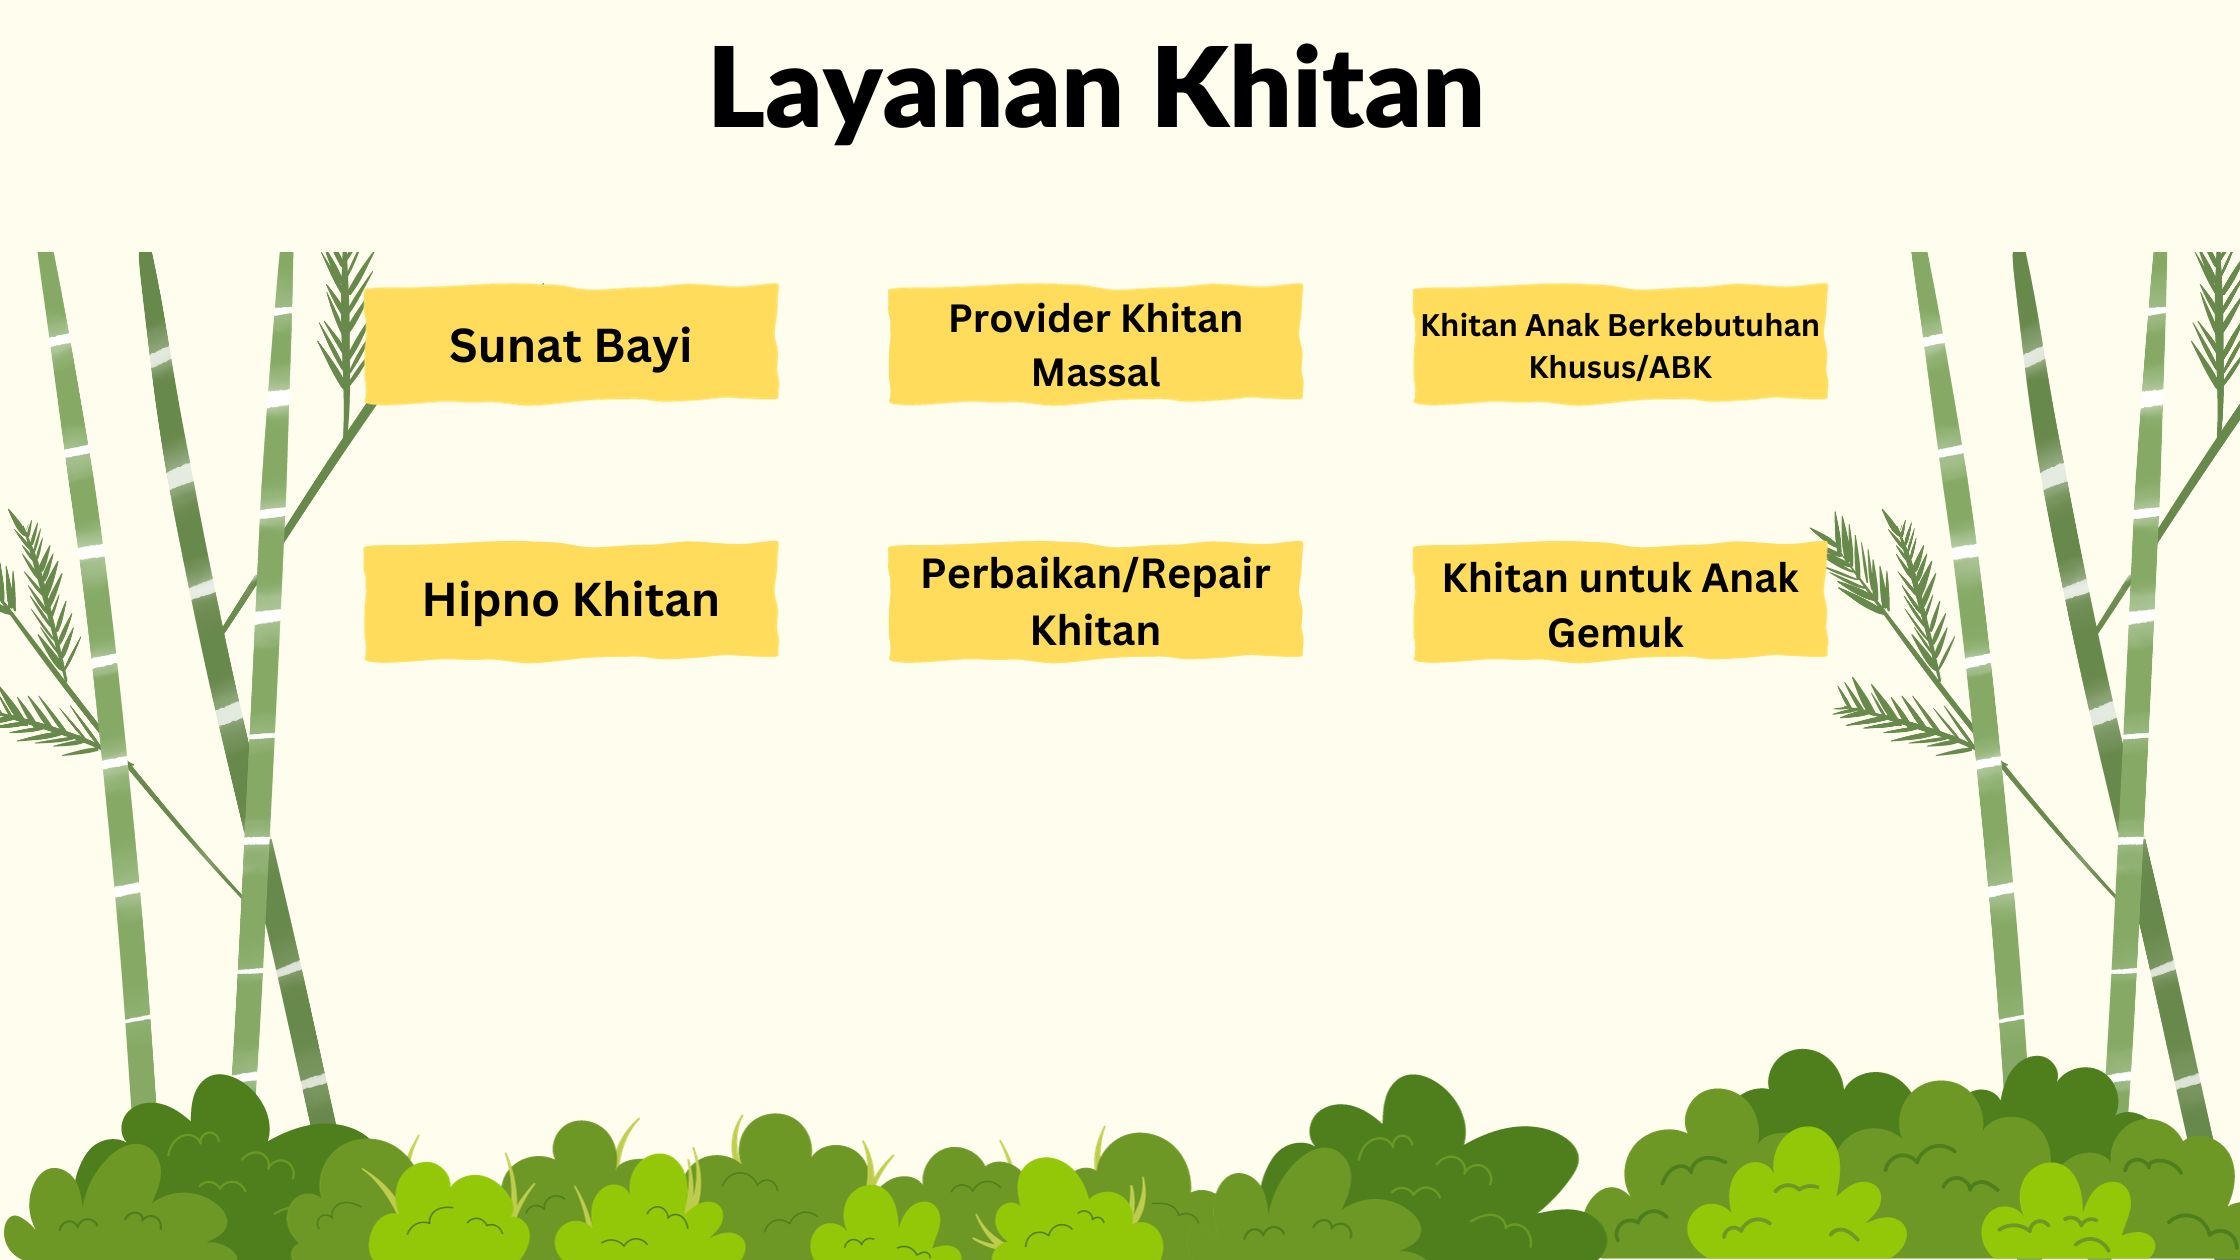 Layanan Khitan
Sunat Bayi
Provider Khitan
Massal
Khitan Anak Berkebutuhan
Khusus/ABK
Hipno Khitan
Perbaikan/Repair
Khitan
Khitan untuk Anak
Gemuk